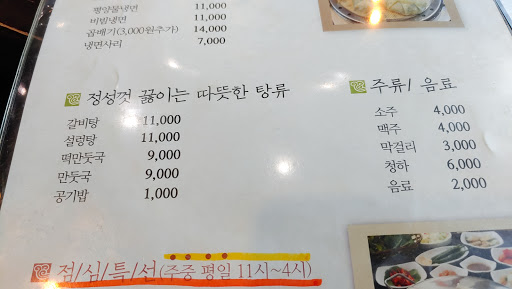 평양물냉면 11,000
비빔냉면 11,000
곱빼기(3,000원추가) 14,000
냉면사리 7,000
정성껏 끓이는 따뜻한 탕류
갈비탕 11,000
설렁탕 11,000
떡만둣국 9,000
만둣국 9,000
공기밥 1,000
주류/ 음료
소주 4,000
맥주 4,000
막걸리 3,000
청하 6,000
음료 2,000
점/심/특/선(주중 평일 11시~4시)